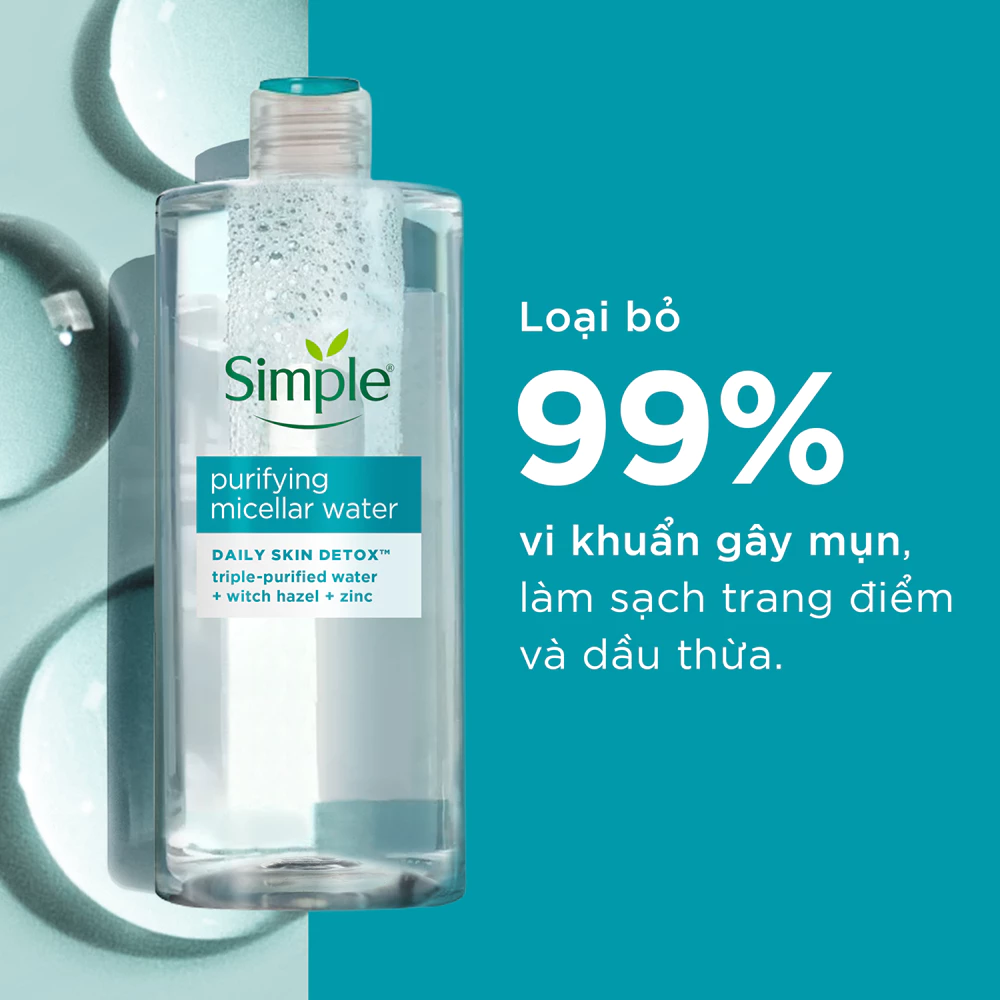 Simple®
purifying
micellar water
DAILY SKIN DETOX™
triple-purified water
+ witch hazel + zinc
Loại bỏ
99%
vi khuẩn gây mụn,
làm sạch trang điểm
và dầu thừa.